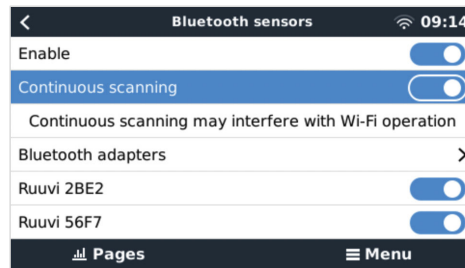 Bluetooth sensors 09:14
Enable
Continuous scanning
Continuous scanning may interfere with Wi-Fi operation
Bluetooth adapters
Ruuvi 2BE2
Ruuvi 56F7
Pages Menu